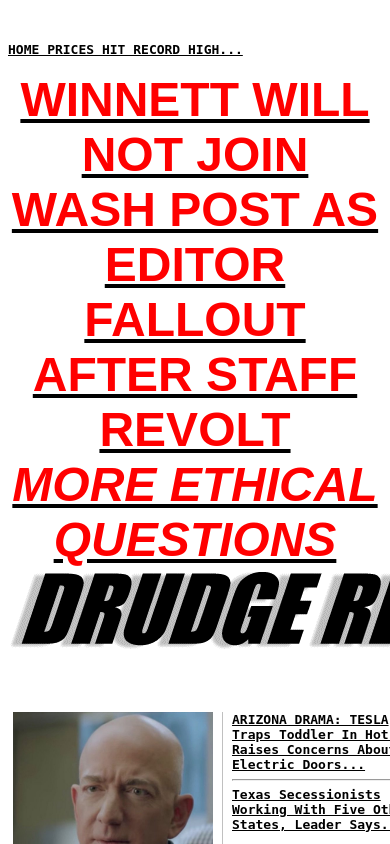 HOME PRICES HIT RECORD HIGH...
WINNETT WILL
NOT JOIN
WASH POST AS
EDITOR
FALLOUT
AFTER STAFF
REVOLT
MORE ETHICAL
QUESTIONS
DRUDGE
ARIZONA DRAMA: TESLA
Traps Toddler In Hot
Raises Concerns
Electric Doors...
Texas Secessionists
Working With Five
States, Leader Says..